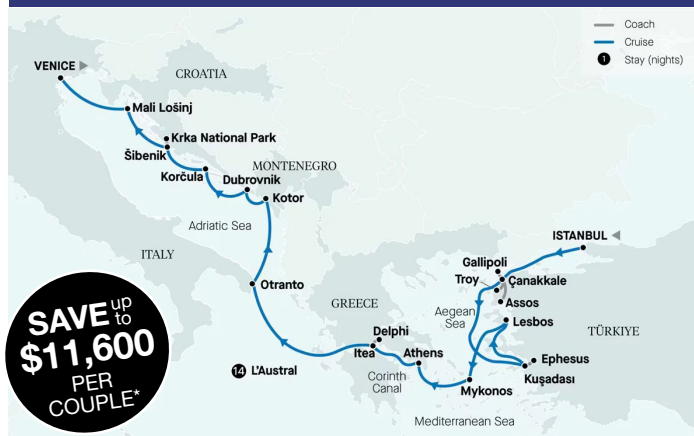 Coach
Cruise
1 Stay (nights)
VENICE
CROATIA
Mali Lošinj
Krka National Park
Šibenik
MONTENEGRO
Korčula
Dubrovnik
Kotor
Adriatic Sea
ISTANBUL
ITALY
Gallipoli
Troy
Çanakkale
Otranto
Assos
GREECE
Aegean
Sea
Lesbos
TÜRKIYE
SAVE up to
$11,600
PER
COUPLE*
Delphi
Itea
Athens
Ephesus
14 L'Austral
Corinth
Canal
Kuşadası
Mykonos
Mediterranean Sea